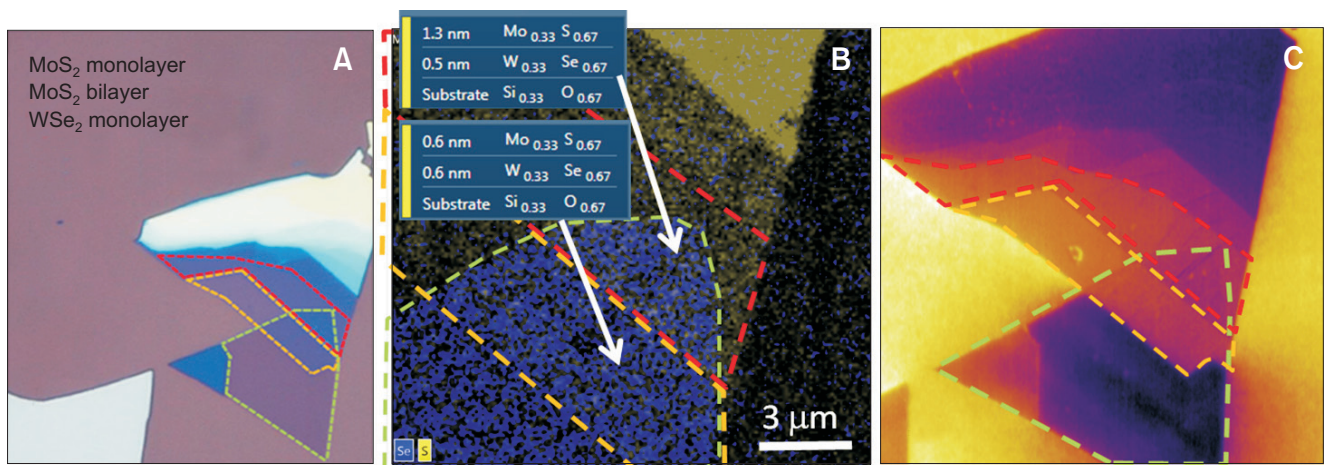 A
MoS2 monolayer
MoS2 bilayer
WSe2 monolayer
B
1.3 nm Mo 0.33 S 0.67
0.5 nm W 0.33 Se 0.67
Substrate Si 0.33 O 0.67
0.6 nm Mo 0.33 S 0.67
0.6 nm W 0.33 Se 0.67
Substrate Si 0.33 O 0.67
3 μm
Se S
C